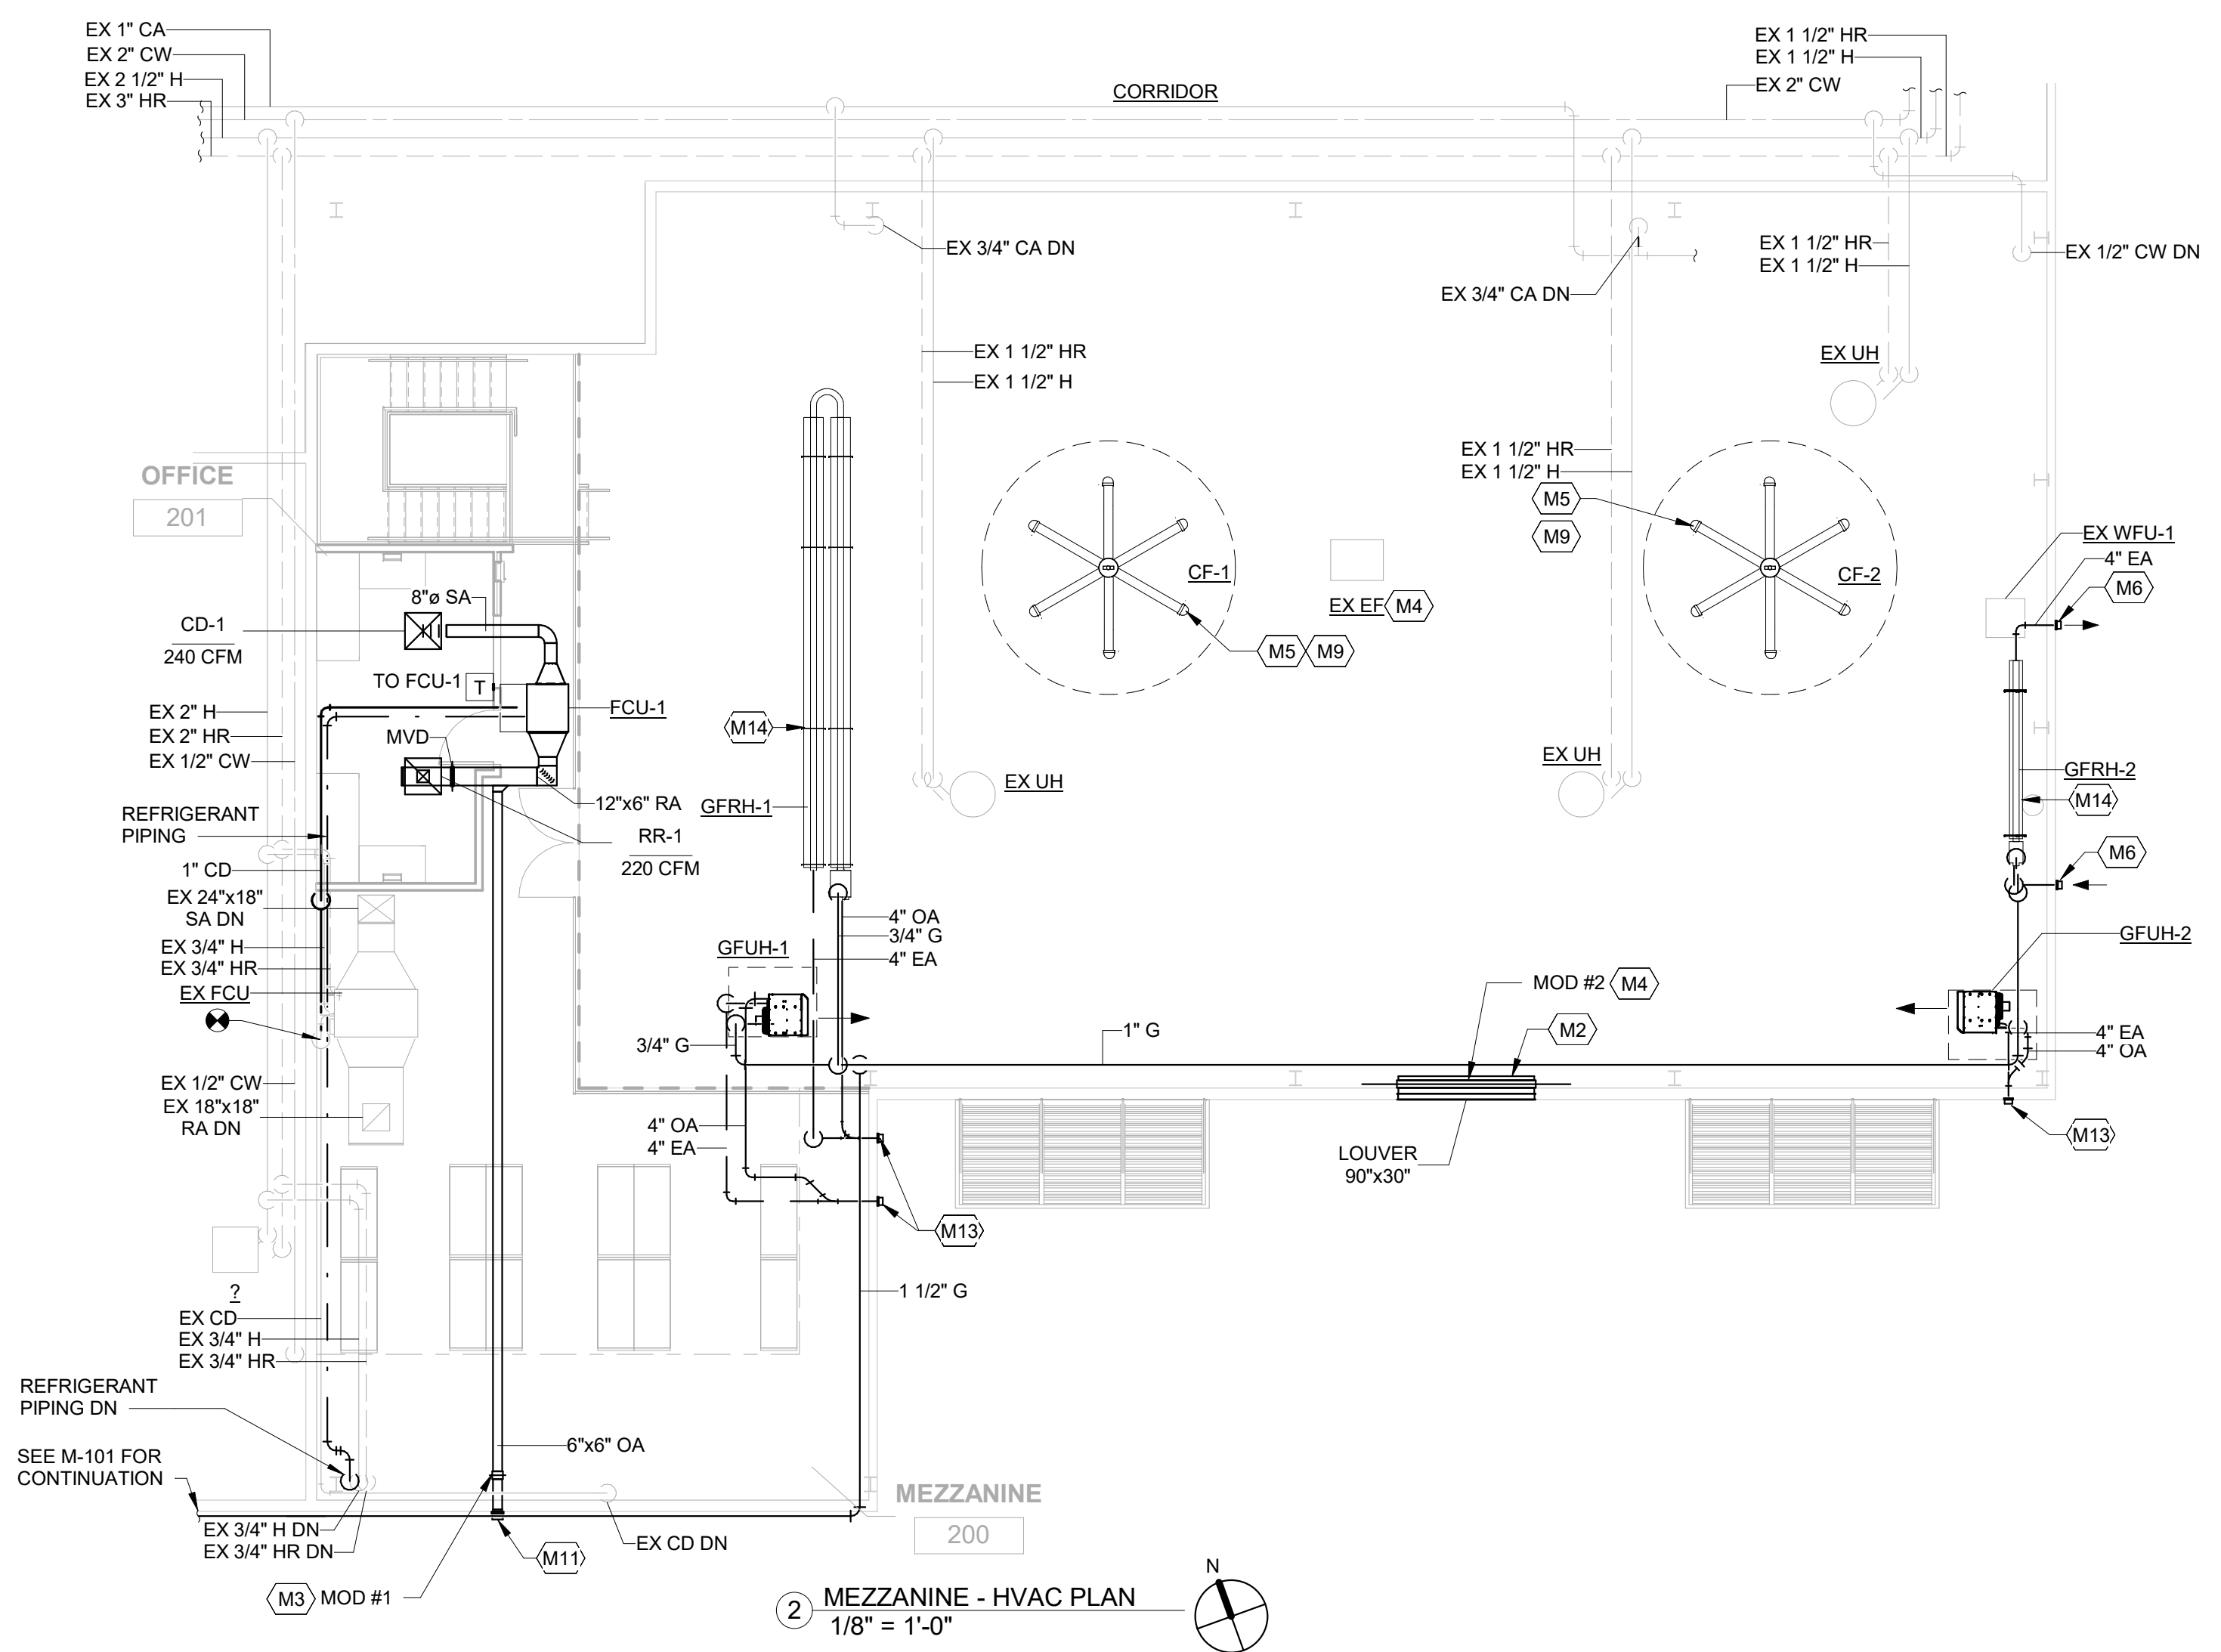 EX 1" CA
EX 2" CW
EX 2 1/2" H
EX 3" HR
CORRIDOR
EX 1 1/2" HR
EX 1 1/2" H
EX 2" CW
EX 3/4" CA DN
EX 3/4" CA DN
EX 1 1/2" HR
EX 1 1/2" H
EX 1/2" CW DN
EX 1 1/2" HR
EX 1 1/2" H
EX UH
OFFICE
201
EX 1 1/2" HR
EX 1 1/2" H
M5
M9
CF-1
EX EF
M4
CF-2
EX WFU-1
4" EA
M6
8"ø SA
CD-1
240 CFM
TO FCU-1
T
FCU-1
M5
M9
EX 2" H
EX 2" HR
EX 1/2" CW
MVD
M14
EX UH
EX UH
GFRH-2
M14
12"x6" RA
GFRH-1
RR-1
220 CFM
REFRIGERANT
PIPING
M6
1" CD
EX 24"x18"
SA DN
4" OA
3/4" G
4" EA
EX 3/4" H
EX 3/4" HR
EX FCU
GFUH-1
GFUH-2
MOD #2
M4
M2
1" G
3/4" G
4" EA
4" OA
EX 1/2" CW
EX 18"x18"
RA DN
4" OA
4" EA
M13
LOUVER
90"x30"
M13
?
1 1/2" G
EX CD
EX 3/4" H
EX 3/4" HR
REFRIGERANT
PIPING DN
6"x6" OA
SEE M-101 FOR
CONTINUATION
MEZZANINE
200
EX 3/4" H DN
EX 3/4" HR DN
EX CD DN
M11
M3
MOD #1
N
2
MEZZANINE - HVAC PLAN
1/8" = 1'-0"